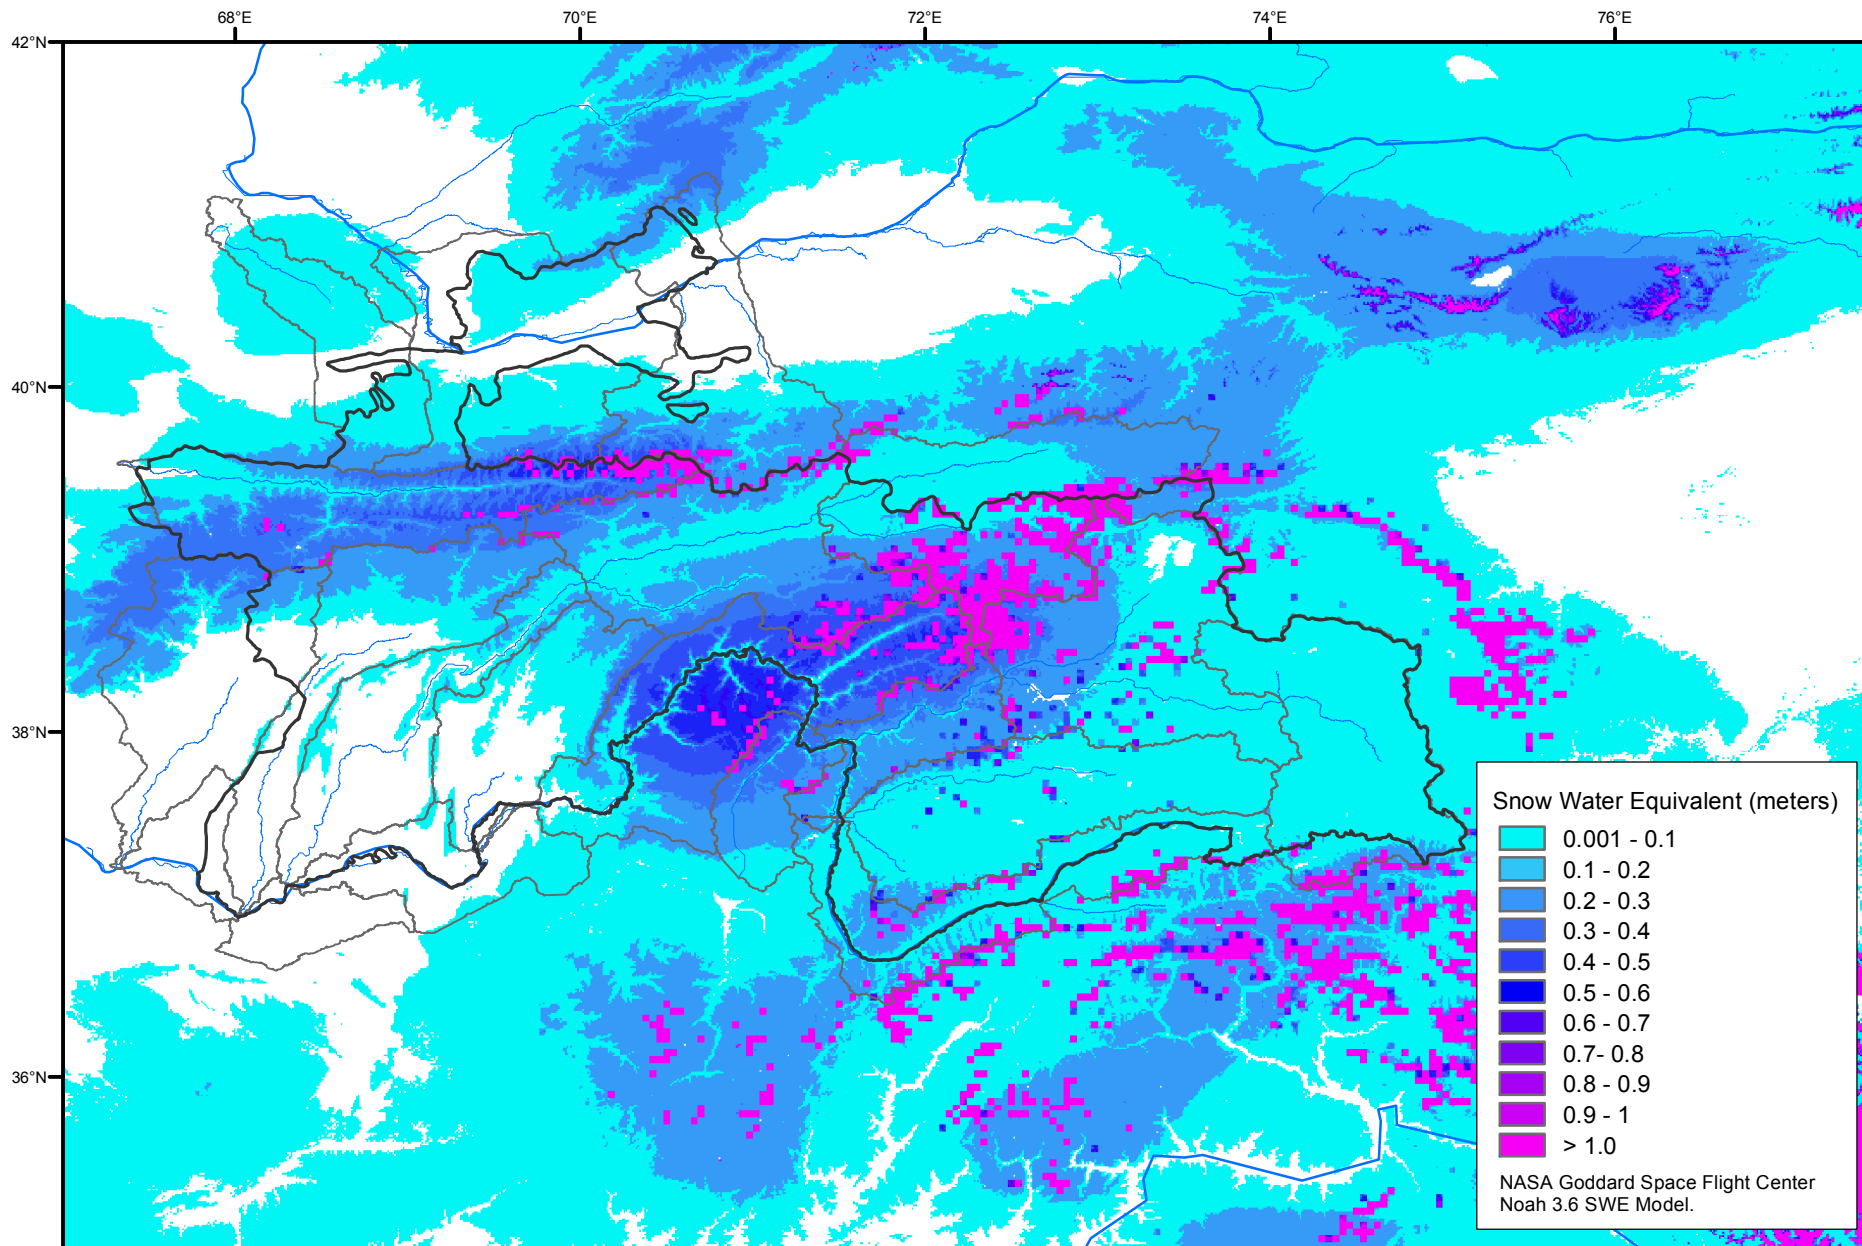 68°E 70°E 72°E 74°E 76°E
42°N
40°N
38°N
36°N
Snow Water Equivalent (meters)
0.001 - 0.1
0.1 - 0.2
0.2 - 0.3
0.3 - 0.4
0.4 - 0.5
0.5 - 0.6
0.6 - 0.7
0.7- 0.8
0.8 - 0.9
0.9 - 1
> 1.0
NASA Goddard Space Flight Center
Noah 3.6 SWE Model.